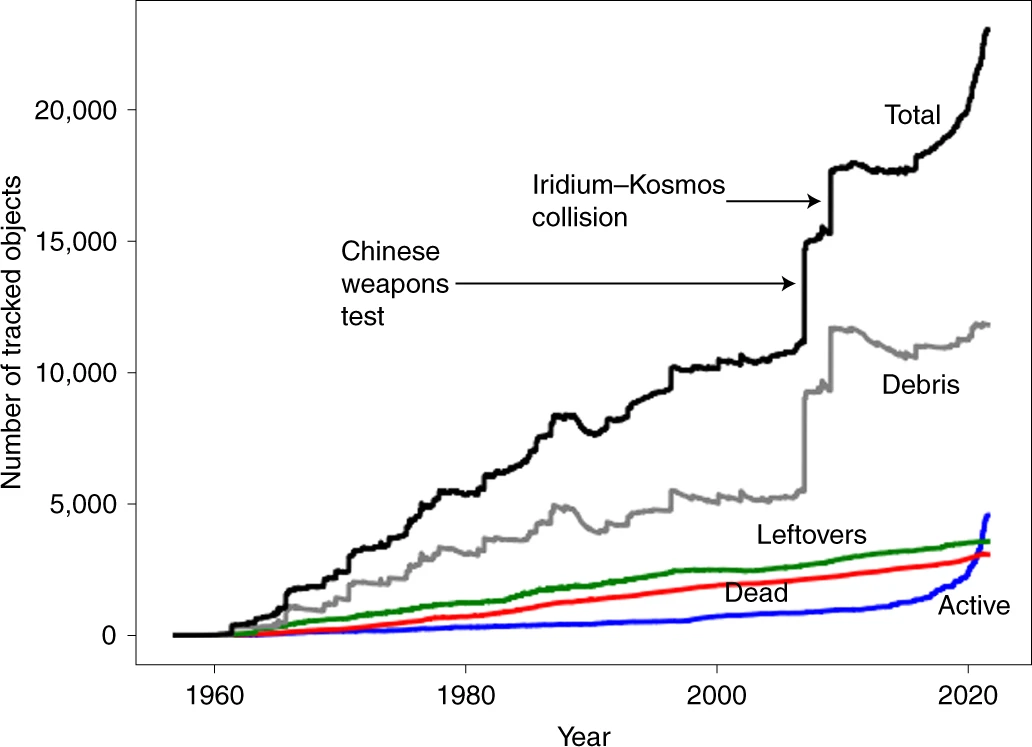 Number of tracked objects
20,000
15,000
10,000
5,000
0
Total
Iridium–Kosmos
collision
Chinese
weapons
test
Debris
Leftovers
Dead
Active
1960
1980
2000
2020
Year